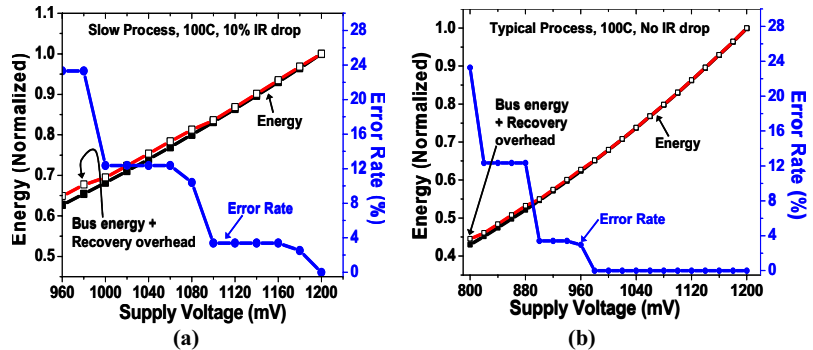 Slow Process, 100C, 10% IR drop
Energy (Normalized)
1.1
1.0
0.9
0.8
0.7
0.6
0.5
Energy
Bus energy +
Recovery overhead
Error Rate
28
24
20
16
12
8
4
0
Error Rate (%)
960 1000 1040 1080 1120 1160 1200
Supply Voltage (mV)
(a)
Typical Process, 100C, No IR drop
Energy (Normalized)
1.0
0.9
0.8
0.7
0.6
0.5
0.4
Bus energy
+ Recovery
overhead
Energy
Error Rate
28
24
20
16
12
8
4
0
Error Rate (%)
800 880 960 1040 1120 1200
Supply Voltage (mV)
(b)